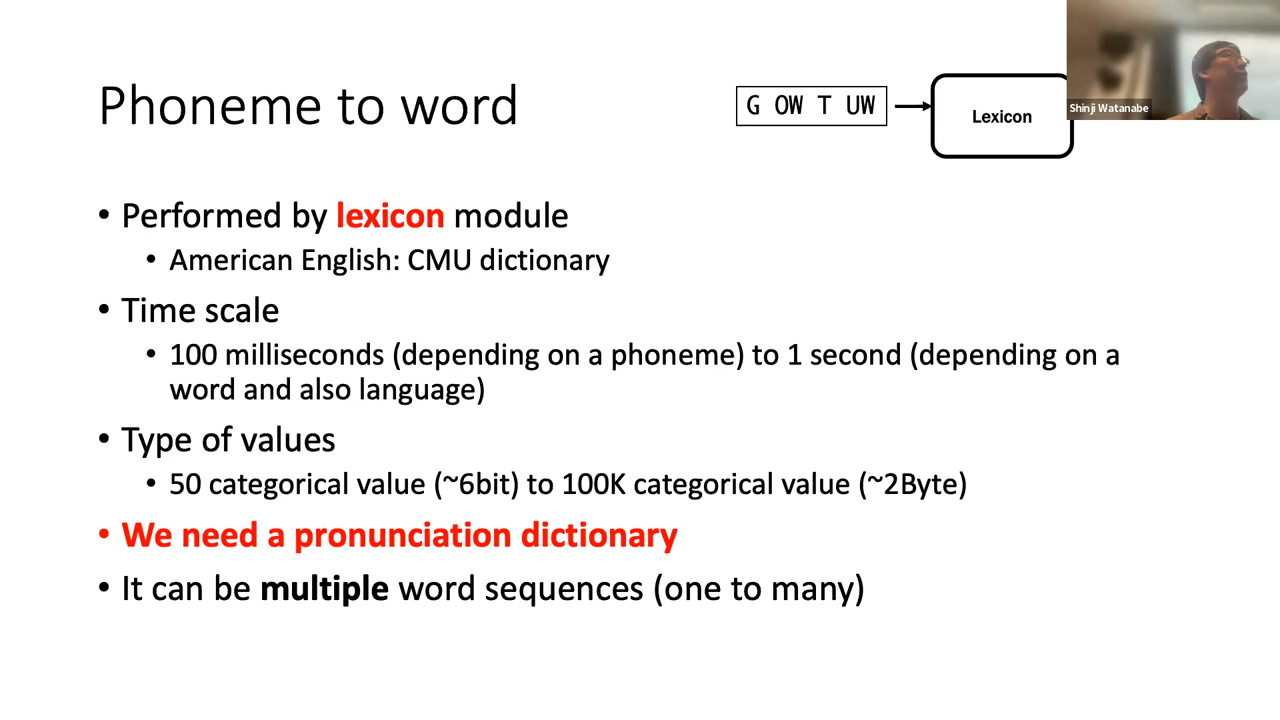 Phoneme to word
G OW T UW
Lexicon
Shinji Watanabe
• Performed by lexicon module
• American English: CMU dictionary
• Time scale
• 100 milliseconds (depending on a phoneme) to 1 second (depending on a
word and also language)
• Type of values
• 50 categorical value (~6bit) to 100K categorical value (~2Byte)
• We need a pronunciation dictionary
• It can be multiple word sequences (one to many)